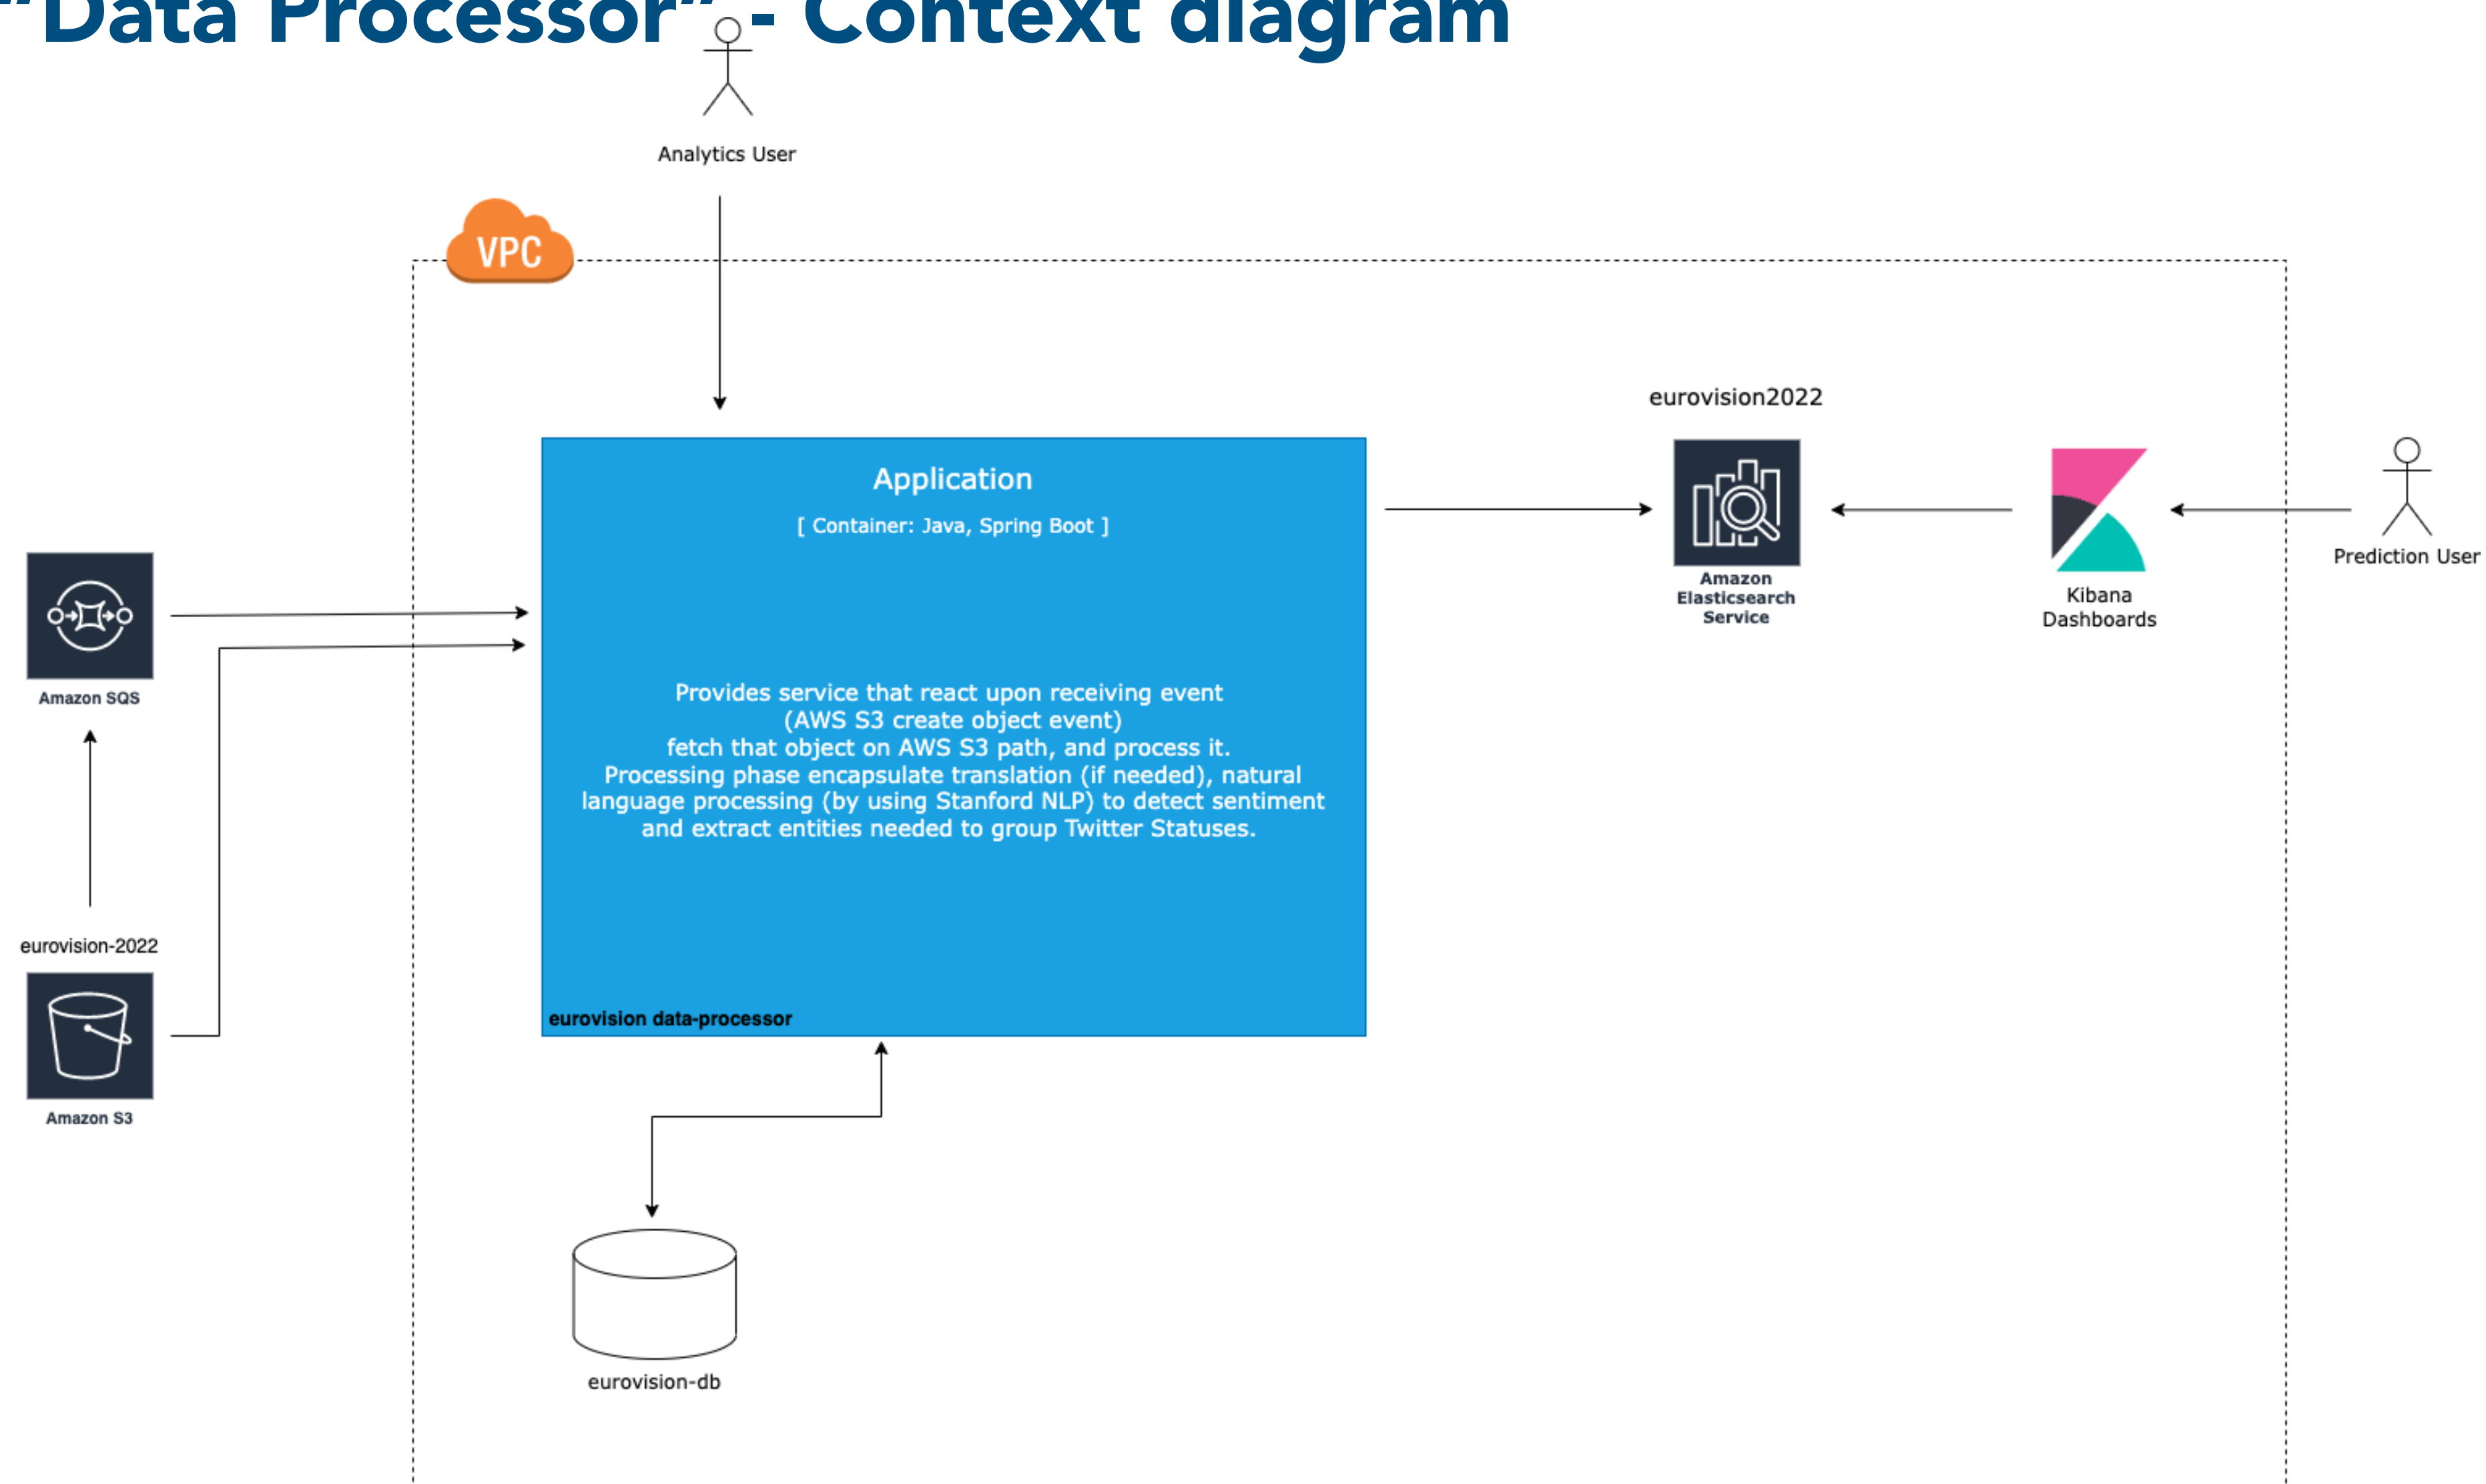 "Data Processor" - Context diagram
Analytics User
VPC
eurovision2022
Application
[ Container: Java, Spring Boot ]
Amazon
Elasticsearch
Service
Kibana
Dashboards
Prediction User
Amazon SQS
Provides service that react upon receiving event
(AWS S3 create object event)
fetch that object on AWS S3 path, and process it.
Processing phase encapsulate translation (if needed), natural
language processing (by using Stanford NLP) to detect sentiment
and extract entities needed to group Twitter Statuses.
eurovision-2022
eurovision data-processor
Amazon S3
eurovision-db